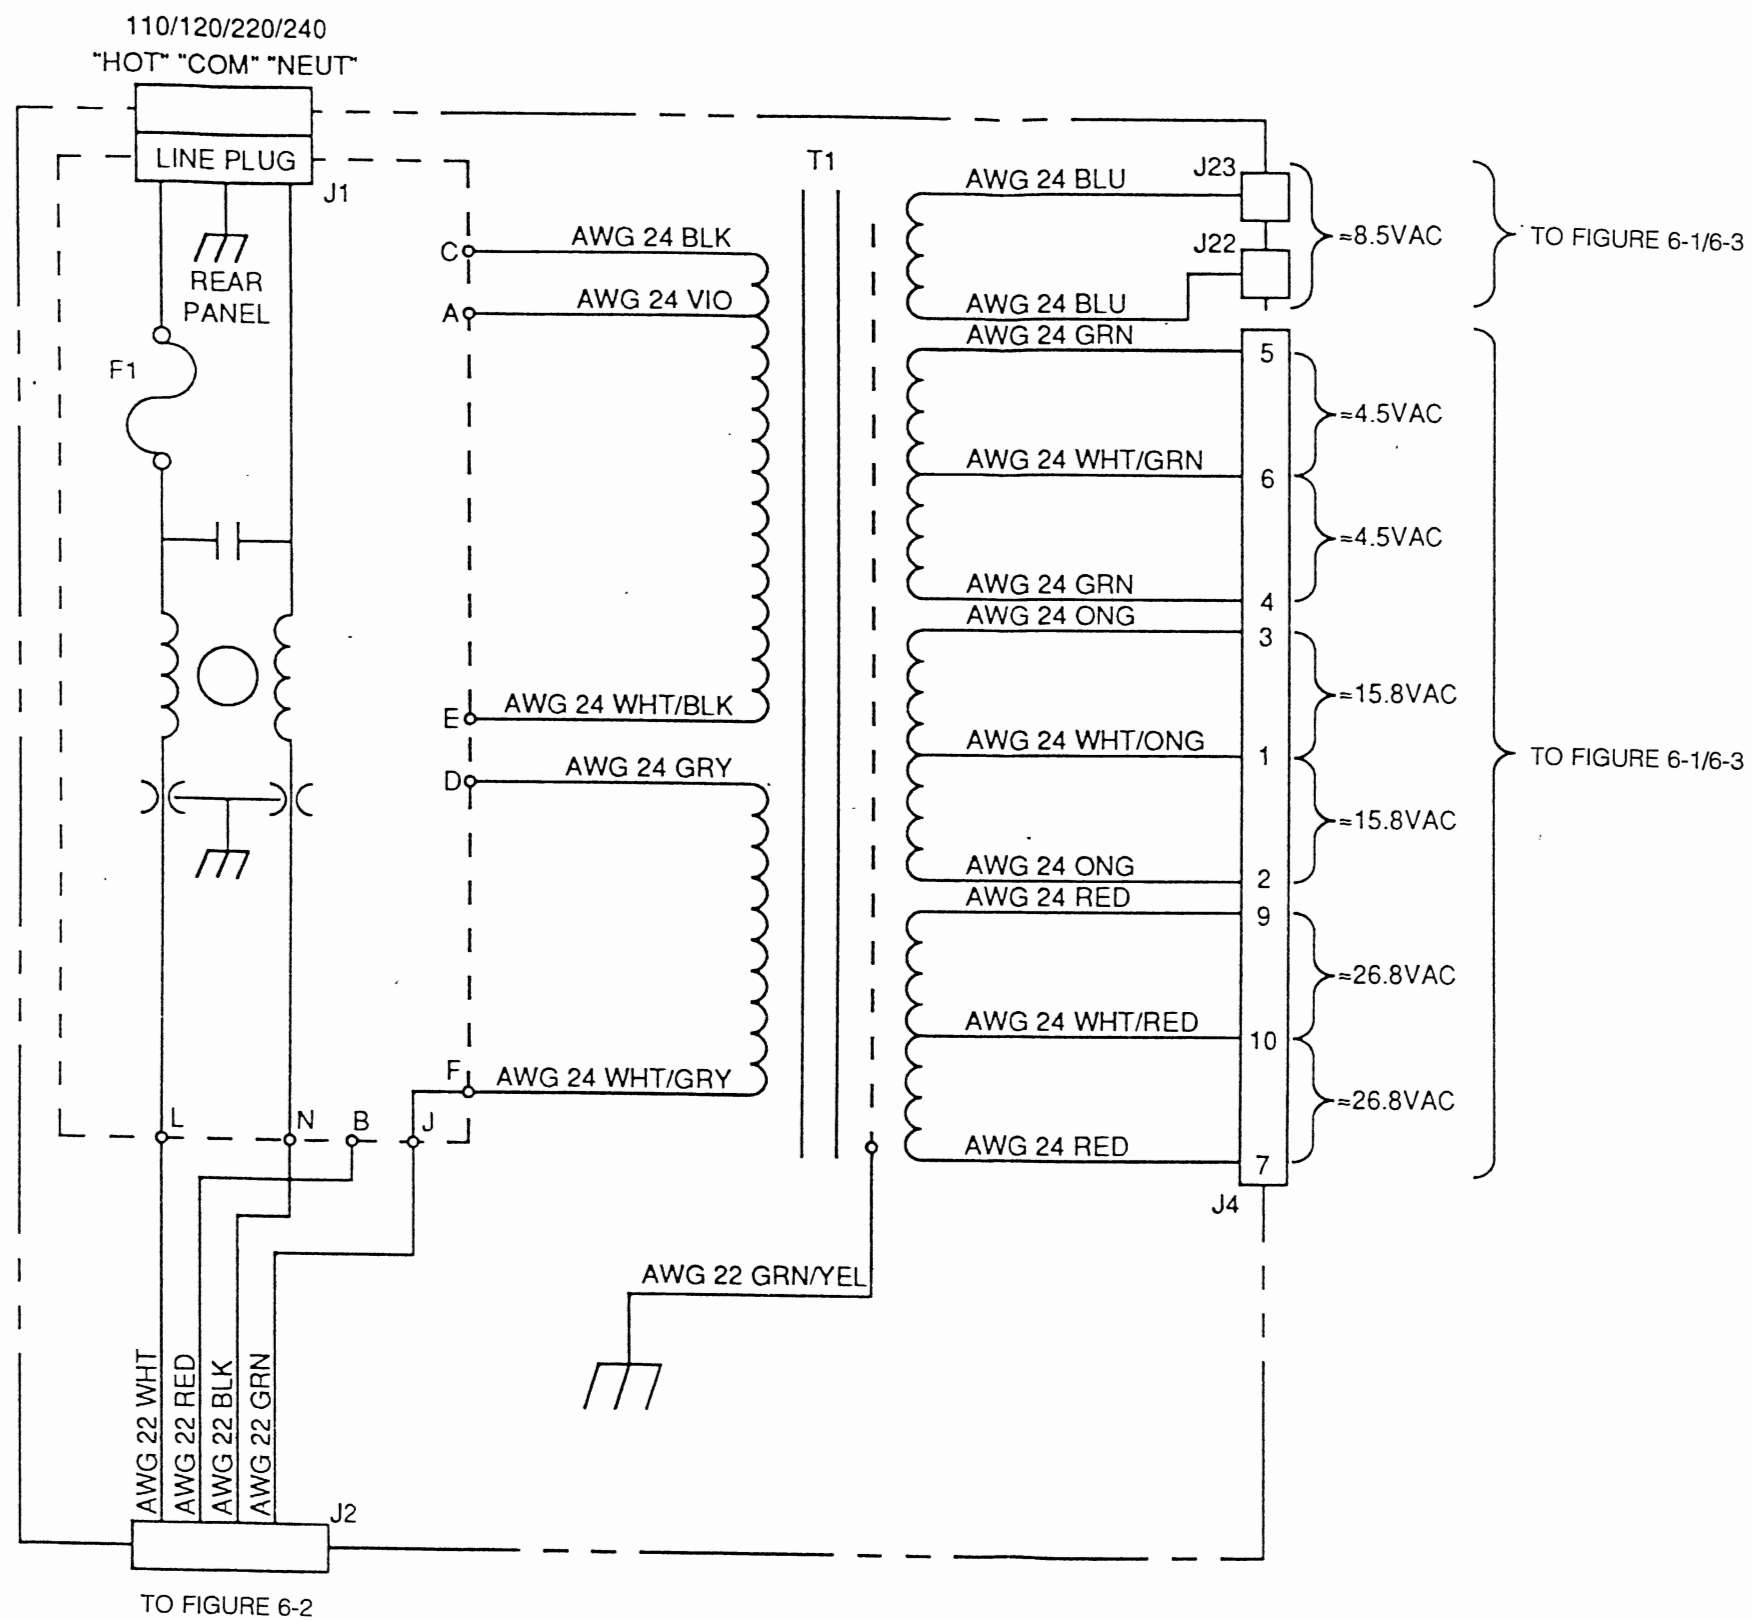 110/120/220/240
"HOT" "COM" "NEUT"
LINE PLUG
J1
REAR
PANEL
F1
T1
C
AWG 24 BLK
A
AWG 24 VIO
E
AWG 24 WHT/BLK
D
AWG 24 GRY
F
AWG 24 WHT/GRY
L
N
B
J
AWG 24 BLU
J23
J22
AWG 24 BLU
≈8.5VAC
TO FIGURE 6-1/6-3
AWG 24 GRN
5
≈4.5VAC
AWG 24 WHT/GRN
6
≈4.5VAC
AWG 24 GRN
4
AWG 24 ONG
3
≈15.8VAC
AWG 24 WHT/ONG
1
TO FIGURE 6-1/6-3
≈15.8VAC
AWG 24 ONG
2
AWG 24 RED
9
≈26.8VAC
AWG 24 WHT/RED
10
≈26.8VAC
AWG 24 RED
7
J4
AWG 22 GRN/YEL
AWG 22 WHT
AWG 22 RED
AWG 22 BLK
AWG 22 GRN
J2
TO FIGURE 6-2